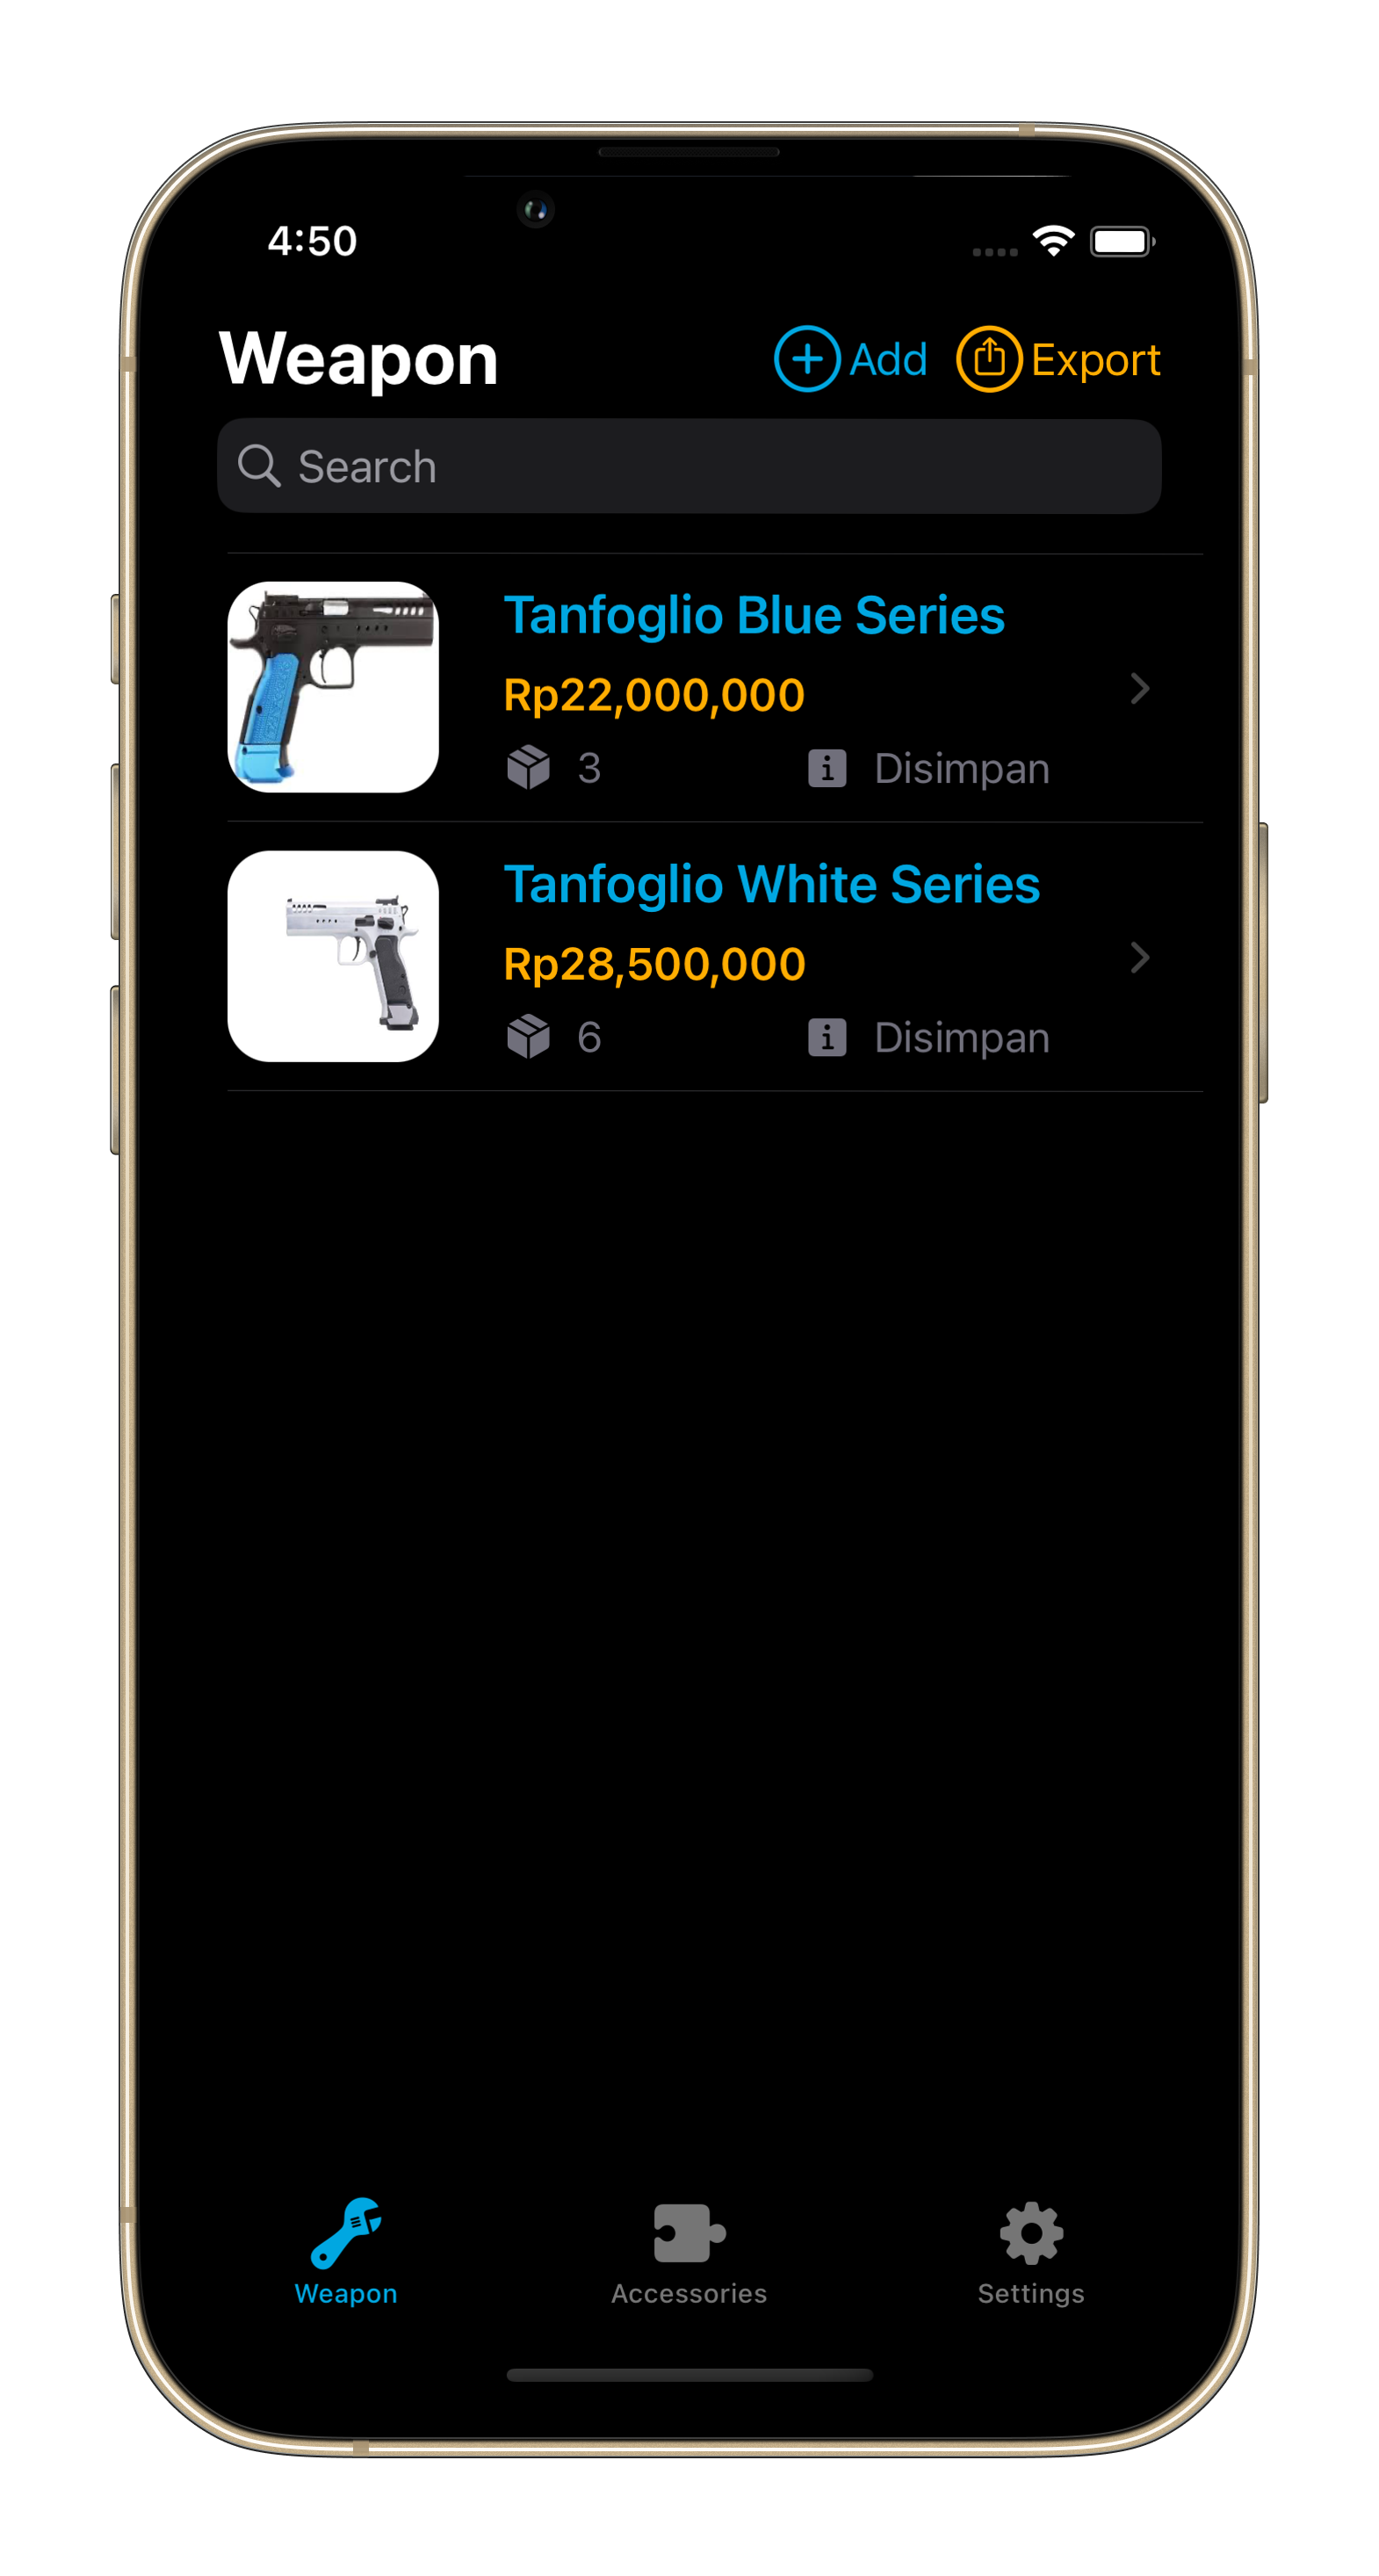 4:50
Weapon
Add
Export
Search
Tanfoglio Blue Series
Rp22,000,000
3
Disimpan
Tanfoglio White Series
Rp28,500,000
6
Disimpan
Weapon
Accessories
Settings